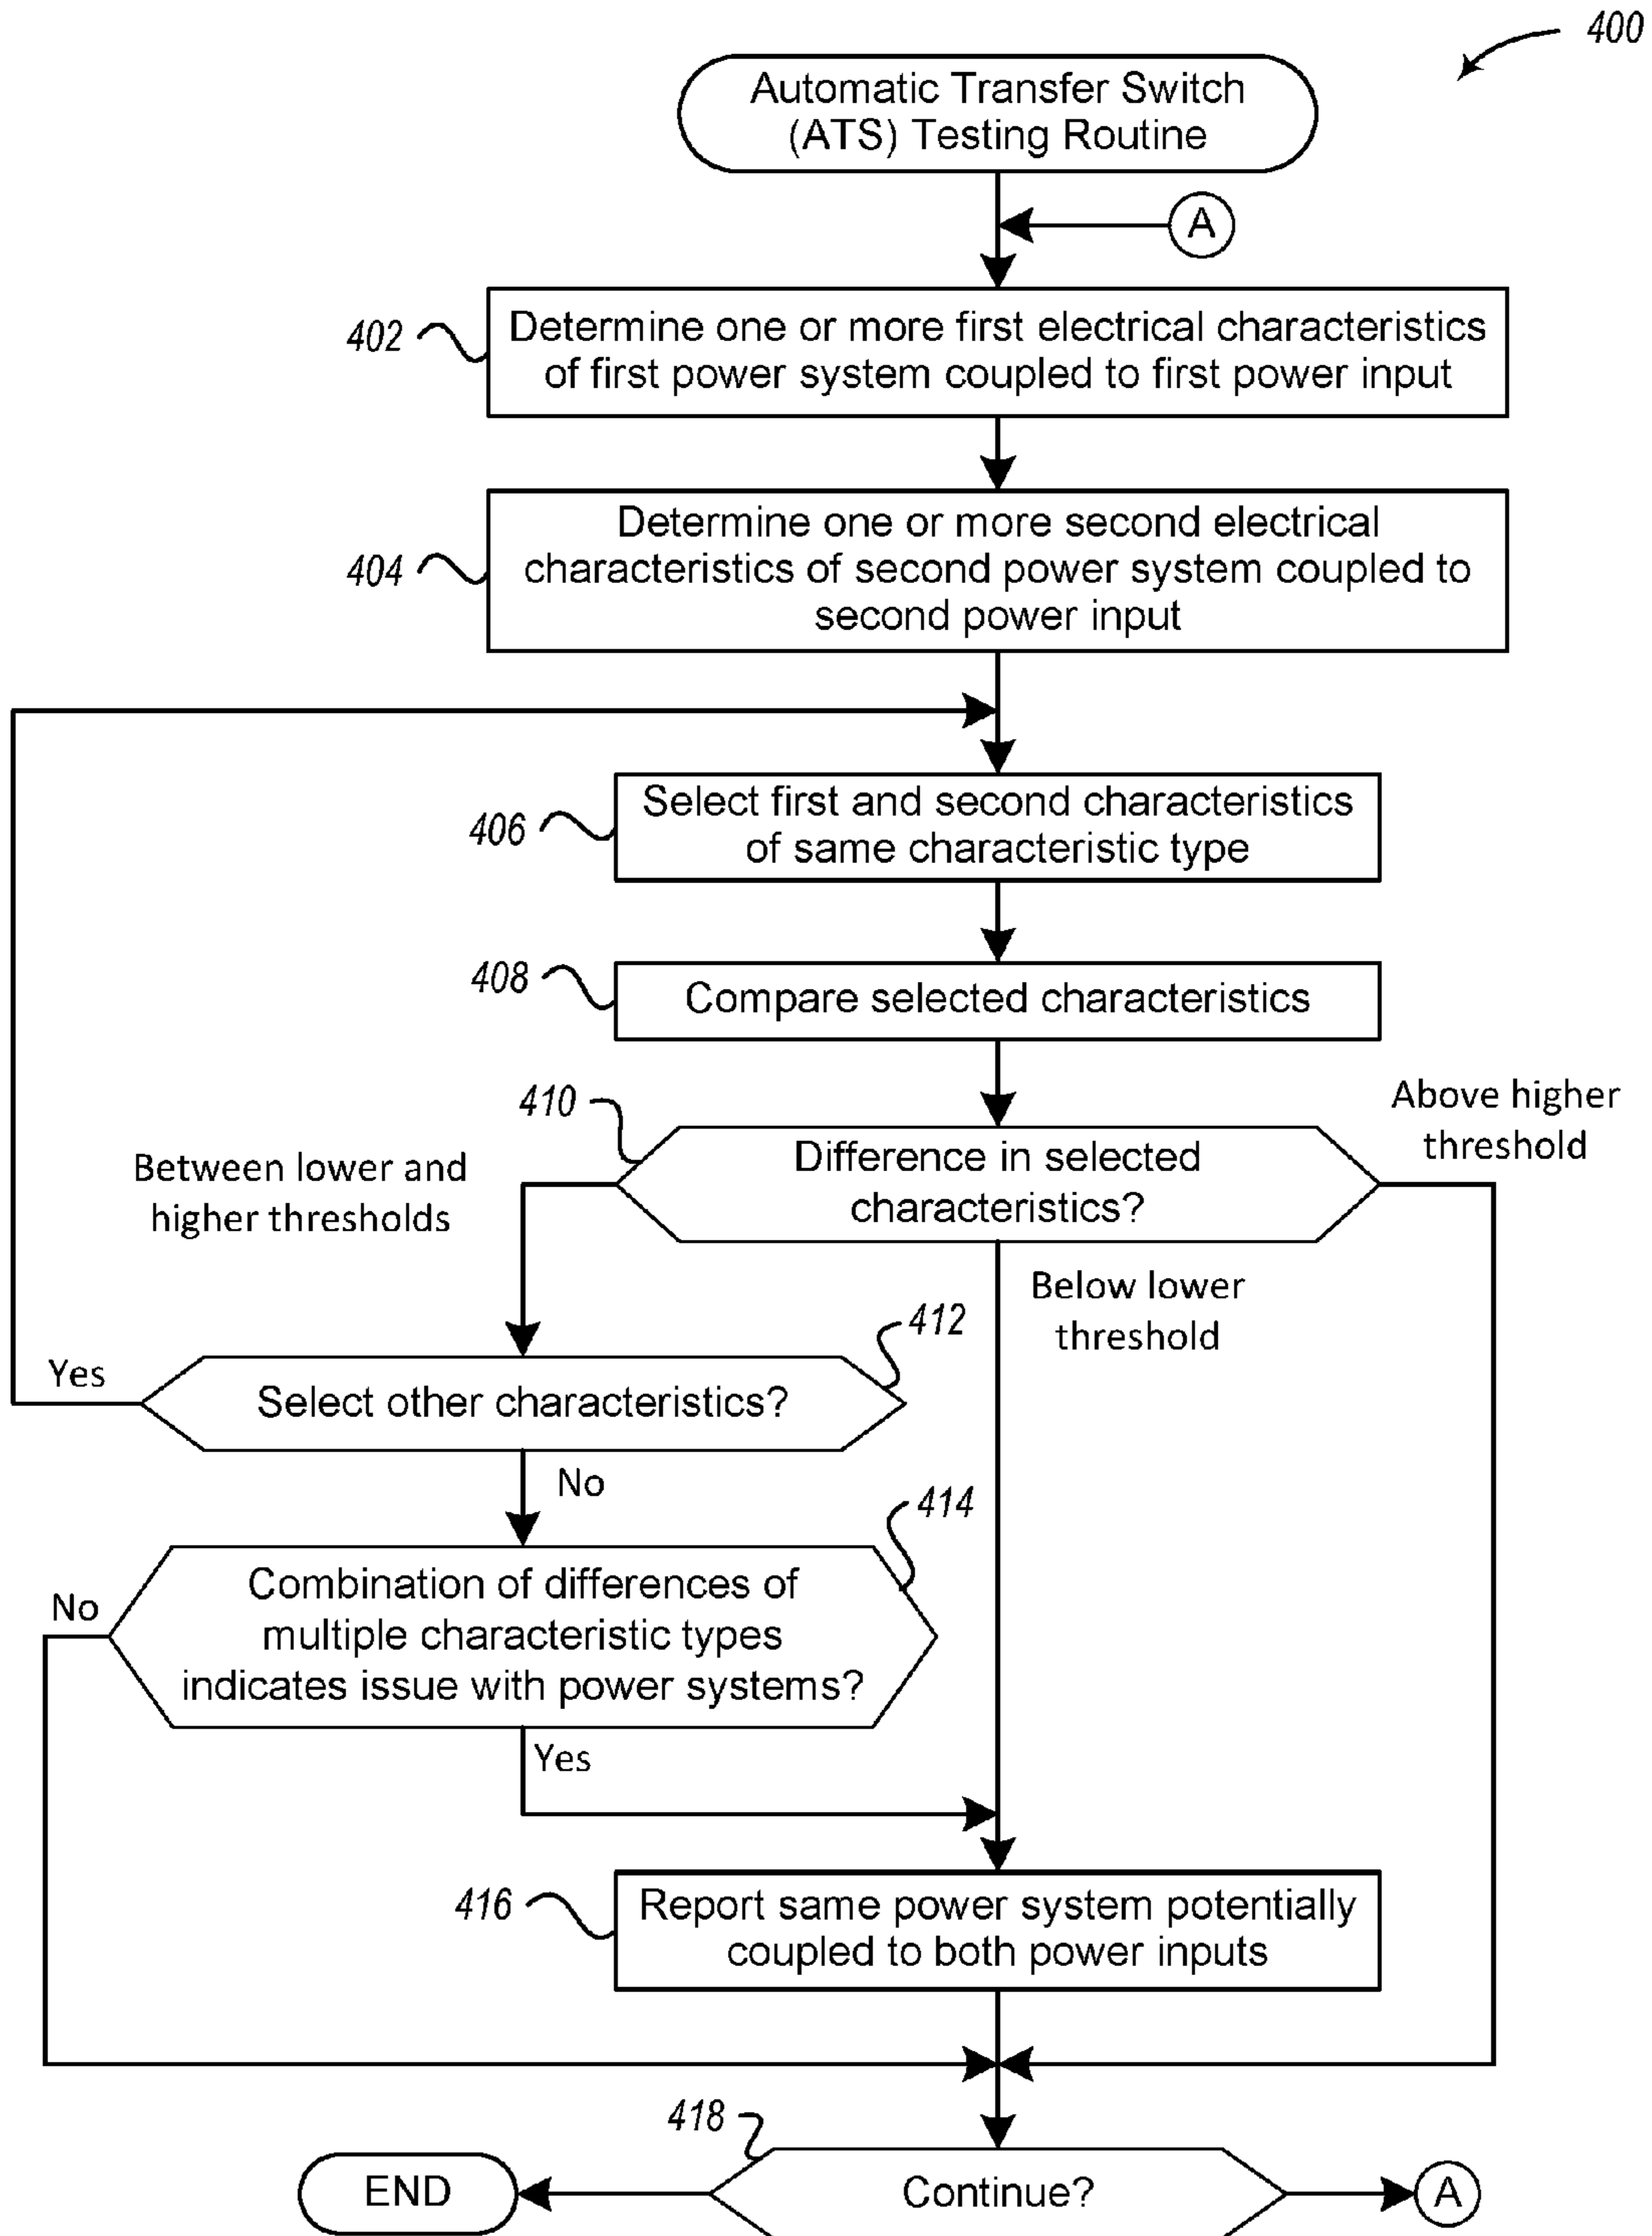 400
Automatic Transfer Switch
(ATS) Testing Routine
A
402
Determine one or more first electrical characteristics
of first power system coupled to first power input
404
Determine one or more second electrical
characteristics of second power system coupled to
second power input
406
Select first and second characteristics
of same characteristic type
408
Compare selected characteristics
410
Difference in selected
characteristics?
Above higher
threshold
Between lower and
higher thresholds
Below lower
threshold
412
Yes
Select other characteristics?
No
414
No
Combination of differences of
multiple characteristic types
indicates issue with power systems?
Yes
416
Report same power system potentially
coupled to both power inputs
418
END
Continue?
A